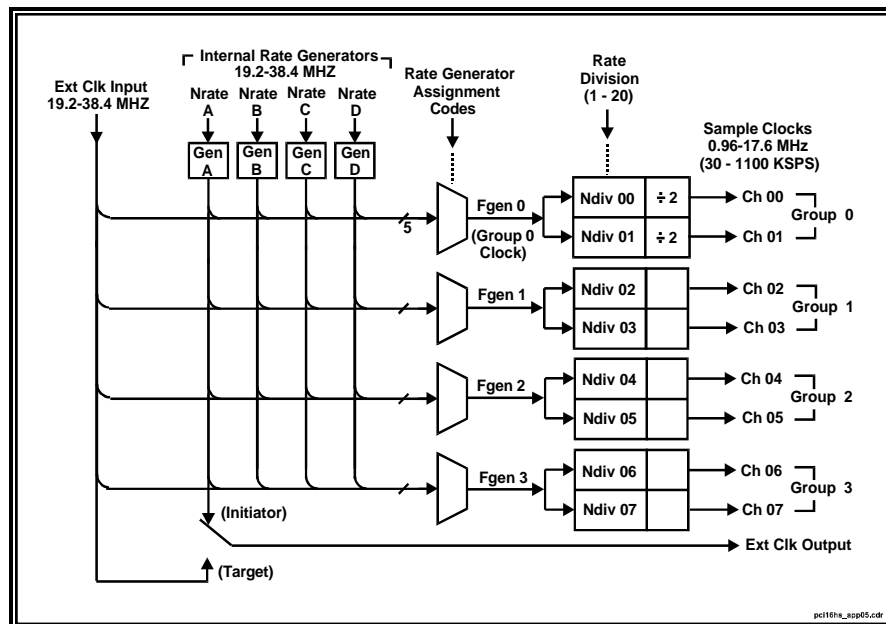 Internal Rate Generators
19.2-38.4 MHZ
Ext Clk Input
19.2-38.4 MHZ
Nrate A
Nrate B
Nrate C
Nrate D
Gen A
Gen B
Gen C
Gen D
Rate Generator
Assignment
Codes
Rate
Division
(1 - 20)
Sample Clocks
0.96-17.6 MHz
(30 - 1100 KSPS)
5
Fgen 0
(Group 0
Clock)
Ndiv 00 ÷ 2
Ndiv 01 ÷ 2
Ch 00
Ch 01
Group 0
Fgen 1
Ndiv 02
Ndiv 03
Ch 02
Ch 03
Group 1
Fgen 2
Ndiv 04
Ndiv 05
Ch 04
Ch 05
Group 2
Fgen 3
Ndiv 06
Ndiv 07
Ch 06
Ch 07
Group 3
(Initiator)
(Target)
Ext Clk Output
pci16hs_app05.cdr